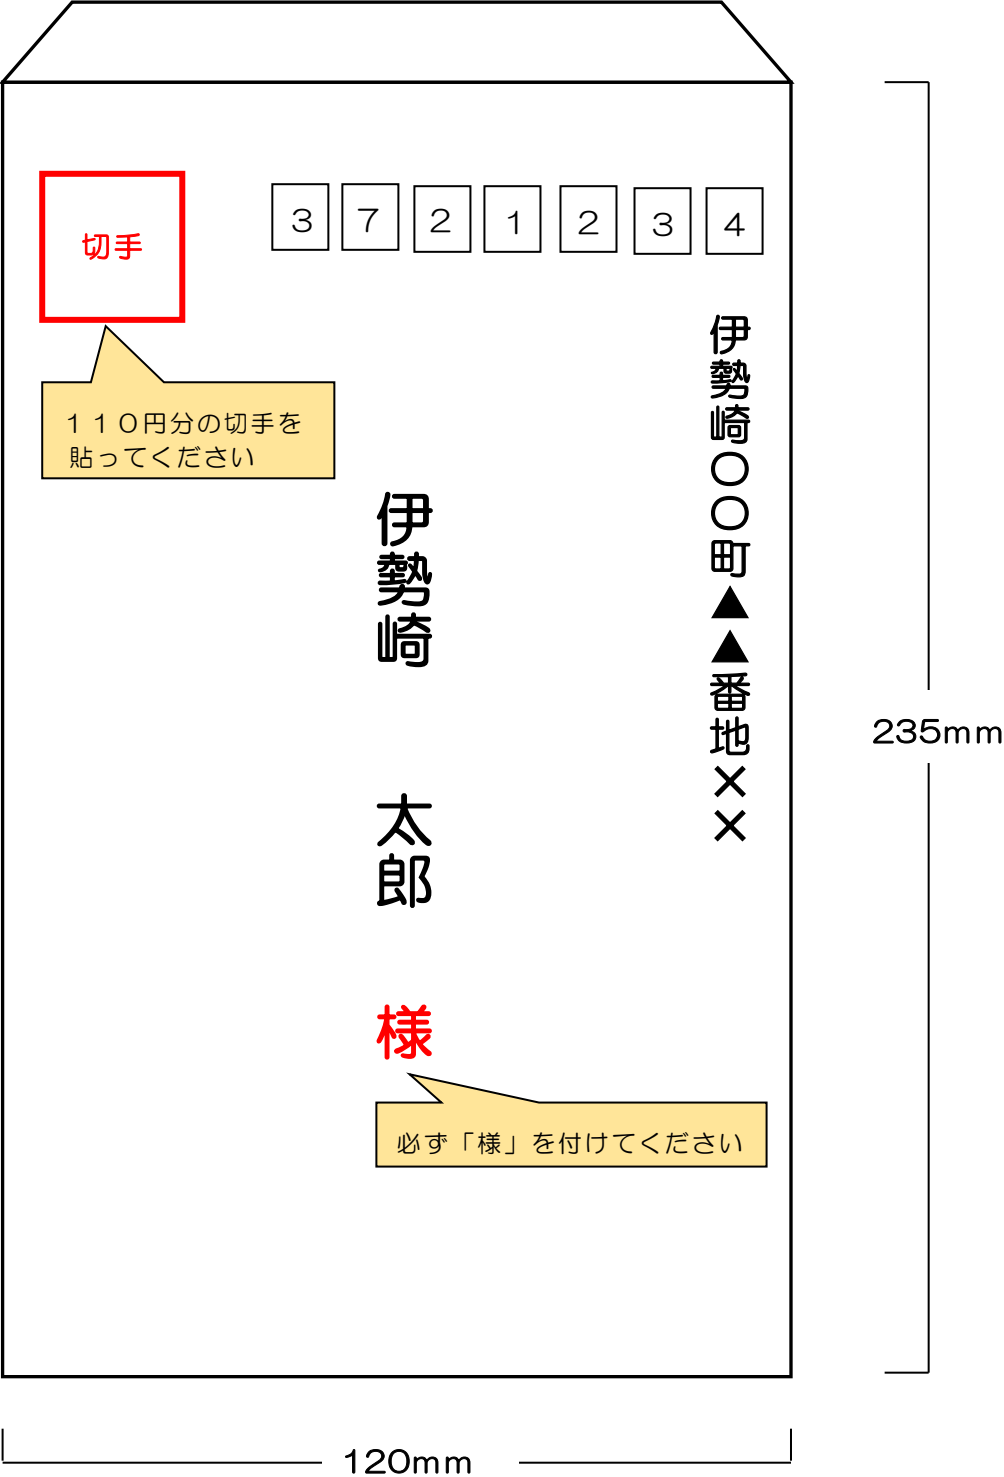 切手
3721234
１１０円分の切手を
貼ってください
伊勢崎〇〇町▲▲番地××
伊勢崎　太郎　様
必ず「様」を付けてください
235mm
120mm